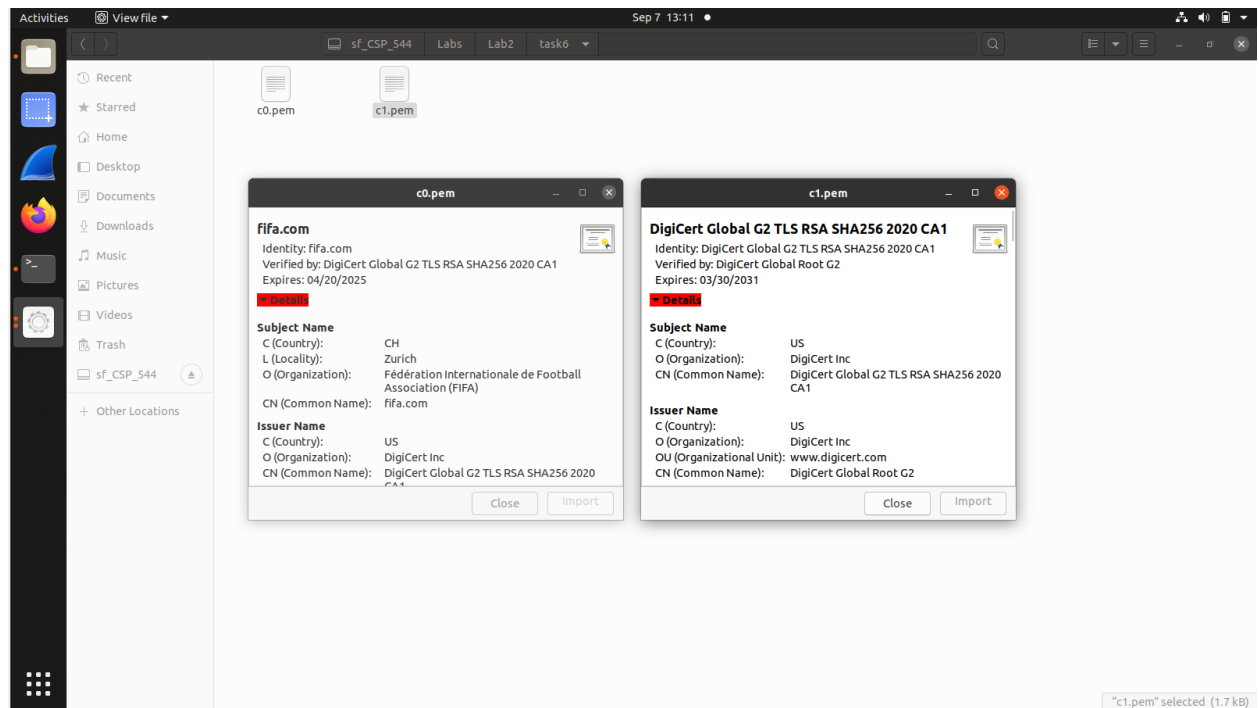 Activities View file Sep 7 13:11
sf_CSP_544 Labs Lab2 task6
Recent
Starred
Home
Desktop
Documents
Downloads
Music
Pictures
Videos
Trash
sf_CSP_544
+ Other Locations
c0.pem c1.pem
c0.pem
fifa.com
Identity: fifa.com
Verified by: DigiCert Global G2 TLS RSA SHA256 2020 CA1
Expires: 04/20/2025
Details
Subject Name
C (Country): CH
L (Locality): Zurich
O (Organization): Fédération Internationale de Football
Association (FIFA)
CN (Common Name): fifa.com
Issuer Name
C (Country): US
O (Organization): DigiCert Inc
CN (Common Name): DigiCert Global G2 TLS RSA SHA256 2020
CA1
Close Import
c1.pem
DigiCert Global G2 TLS RSA SHA256 2020 CA1
Identity: DigiCert Global G2 TLS RSA SHA256 2020 CA1
Verified by: DigiCert Global Root G2
Expires: 03/30/2031
Details
Subject Name
C (Country): US
O (Organization): DigiCert Inc
CN (Common Name): DigiCert Global G2 TLS RSA SHA256 2020
CA1
Issuer Name
C (Country): US
O (Organization): DigiCert Inc
OU (Organizational Unit): www.digicert.com
CN (Common Name): DigiCert Global Root G2
Close Import
"c1.pem" selected (1.7 kB)